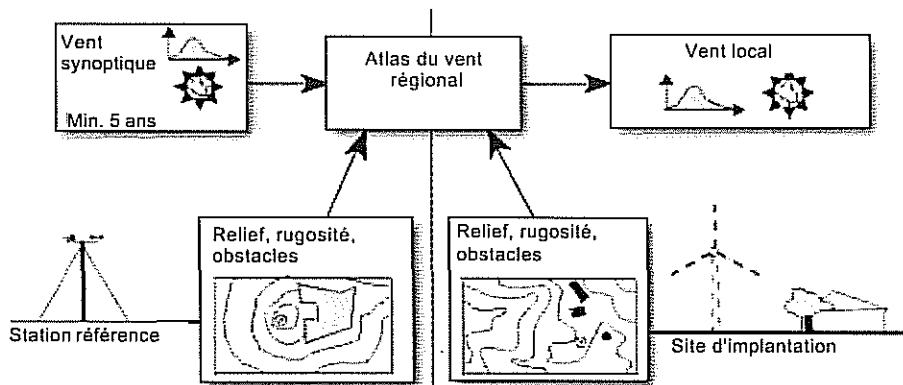 Vent
synoptique
Min. 5 ans
Atlas du vent
régional
Vent local
Relief, rugosité,
obstacles
Relief, rugosité,
obstacles
Station référence
Site d'implantation